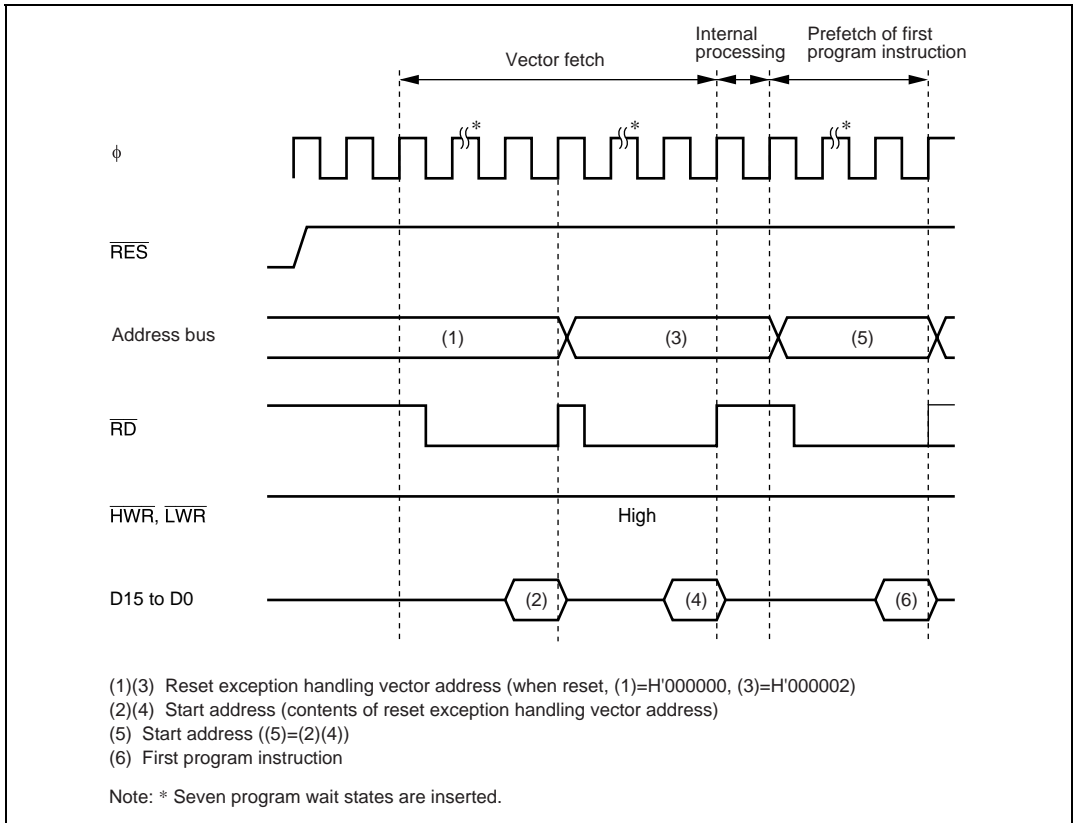 Vector fetch
Internal
processing
Prefetch of first
program instruction
ϕ
*
*
*
RES
Address bus
(1)
(3)
(5)
RD
HWR, LWR
High
D15 to D0
(2)
(4)
(6)
(1)(3) Reset exception handling vector address (when reset, (1)=H'000000, (3)=H'000002)
(2)(4) Start address (contents of reset exception handling vector address)
(5) Start address ((5)=(2)(4))
(6) First program instruction
Note: * Seven program wait states are inserted.